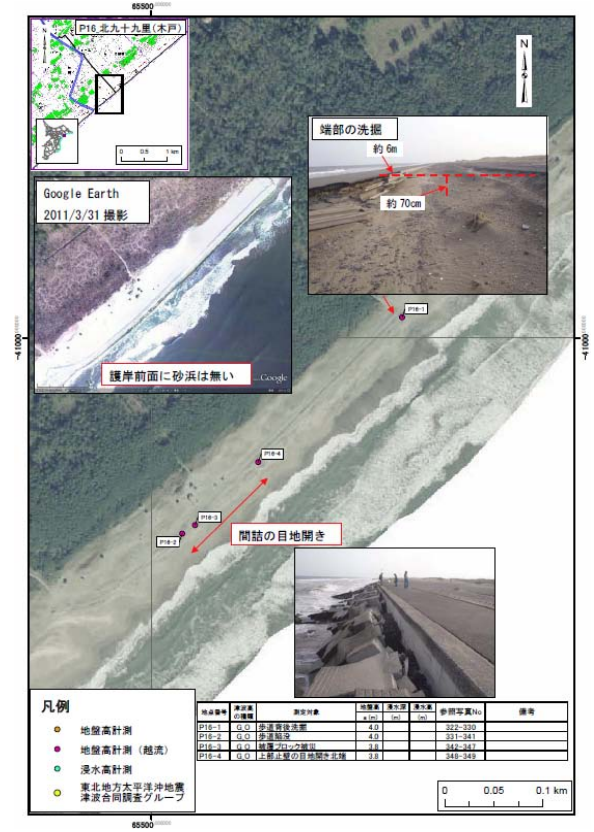 65500
P16_北九十九里(木戸)
N
0 0.5 1 km
N
端部の洗掘
約 6m
約 70cm
Google Earth
2011/3/31 撮影
P16-1
-41000
-41000
護岸前面に砂浜は無い
Google
P16-4
P16-3
P16-2
間詰の目地開き
凡例
地盤高計測
地盤高計測(越流)
浸水高計測
東北地方太平洋沖地震
津波合同調査グループ
地点番号 津波高の種類 測定対象 地盤高 a(m) 浸水深 (m) 浸水高 (m) 参照写真No 備考
P16-1 G_O 歩道背後洗掘 4.0 322-330
P16-2 G_O 歩道陥没 4.0 331-341
P16-3 G_O 被覆ブロック被災 3.8 342-347
P16-4 G_O 上部止壁の目地開き北端 3.8 348-349
0 0.05 0.1 km
65500